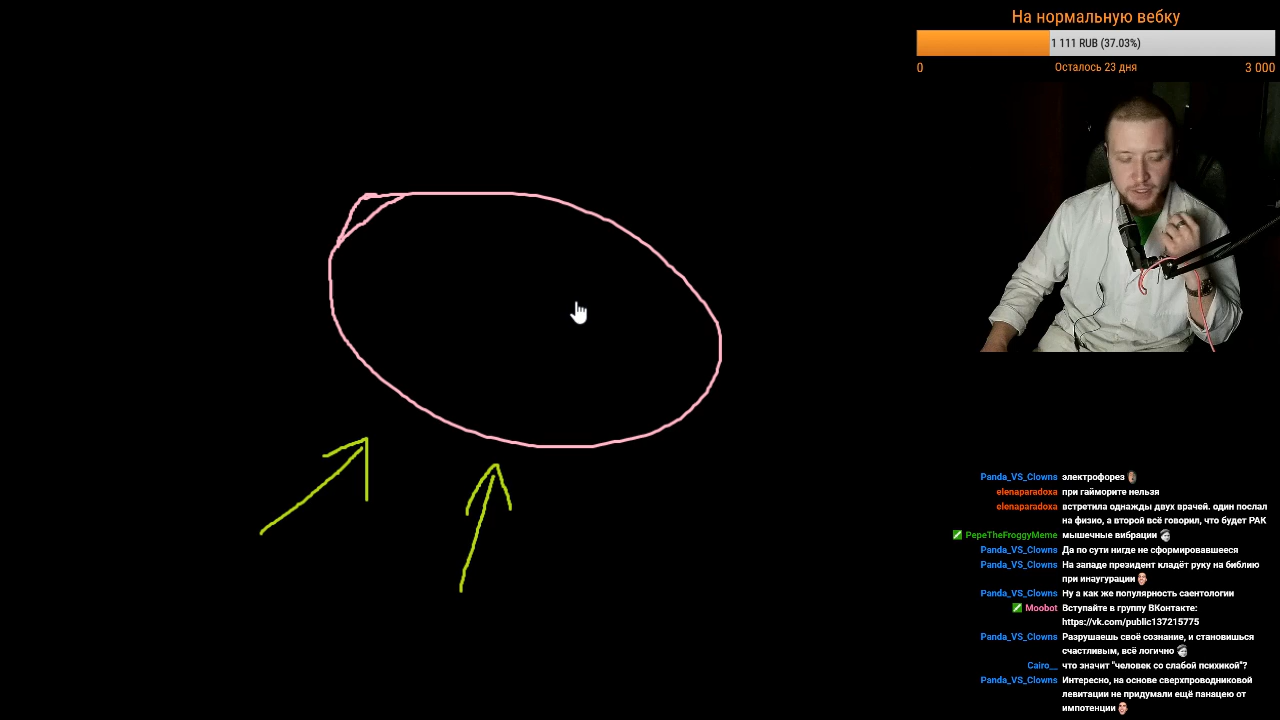 На нормальную вебку
1 111 RUB (37.03%)
0 Осталось 23 дня 3 000
Panda_VS_Clowns электрофорез
elenaparadoxa при гайморите нельзя
elenaparadoxa встретила однажды двух врачей. один послал
на физио, а второй всё говорил, что будет РАК
PepeTheFroggyMeme мышечные вибрации
Panda_VS_Clowns Да по сути нигде не сформировавшееся
Panda_VS_Clowns На западе президент кладёт руку на библию
при инаугурации
Panda_VS_Clowns Ну а как же популярность саентологии
Moobot Вступайте в группу ВКонтакте:
https://vk.com/public137215775
Panda_VS_Clowns Разрушаешь своё сознание, и становишься
счастливым, всё логично
Cairo__ что значит "человек со слабой психикой"?
Panda_VS_Clowns Интересно, на основе сверхпроводниковой
левитации не придумали ещё панацею от
импотенции